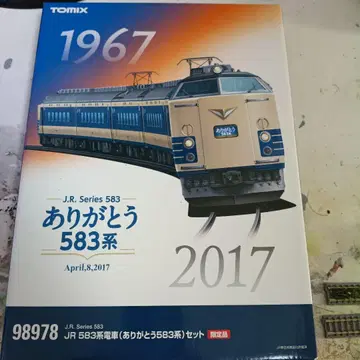 TOMIX
1967
ありがとう
583系
J.R. Series 583
ありがとう
583系
April,8,2017
2017
98978
J.R. Series 583
JR 583系電車(ありがとう583系)セット 限定品